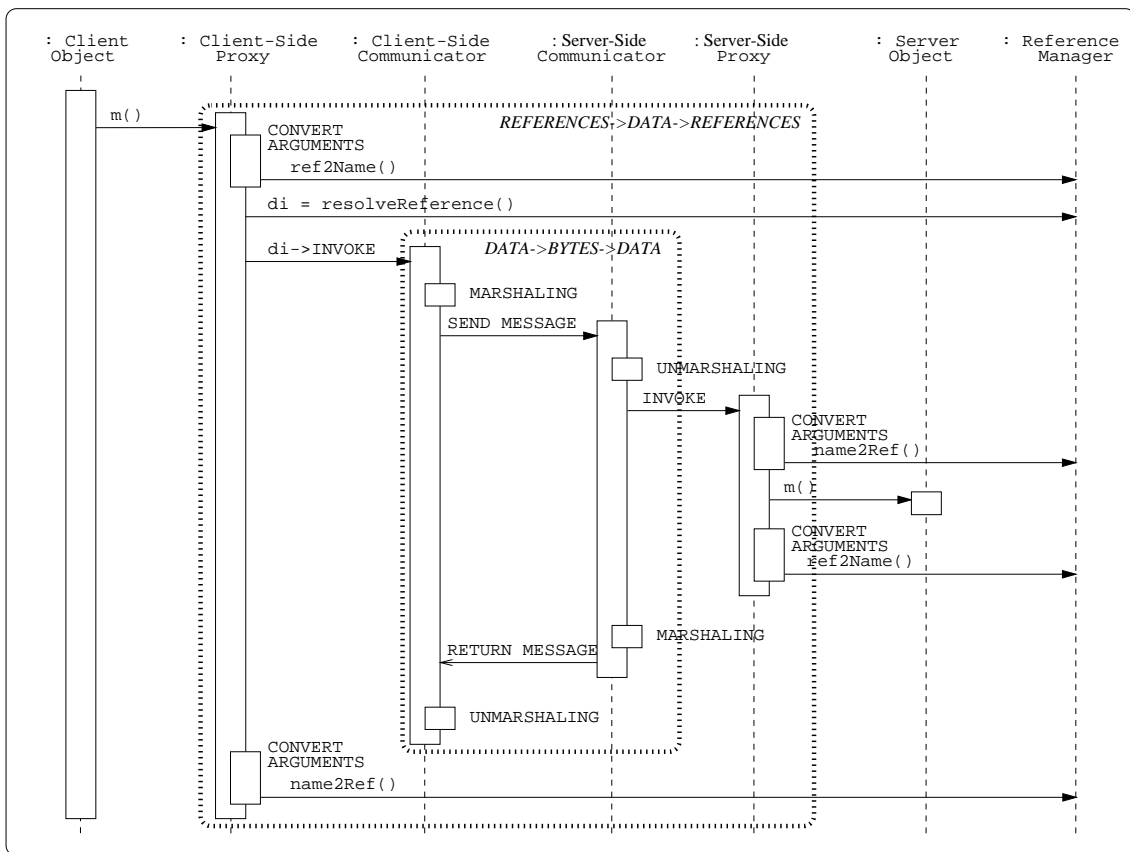 : Client Object
: Client-Side Proxy
: Client-Side Communicator
: Server-Side Communicator
: Server-Side Proxy
: Server Object
: Reference Manager
m()
REFERENCES->DATA->REFERENCES
CONVERT
ARGUMENTS
ref2Name()
di = resolveReference()
di->INVOKE
DATA->BYTES->DATA
MARSHALING
SEND MESSAGE
UNMARSHALING
INVOKE
CONVERT
ARGUMENTS
name2Ref()
m()
CONVERT
ARGUMENTS
ref2Name()
MARSHALING
RETURN MESSAGE
UNMARSHALING
CONVERT
ARGUMENTS
name2Ref()